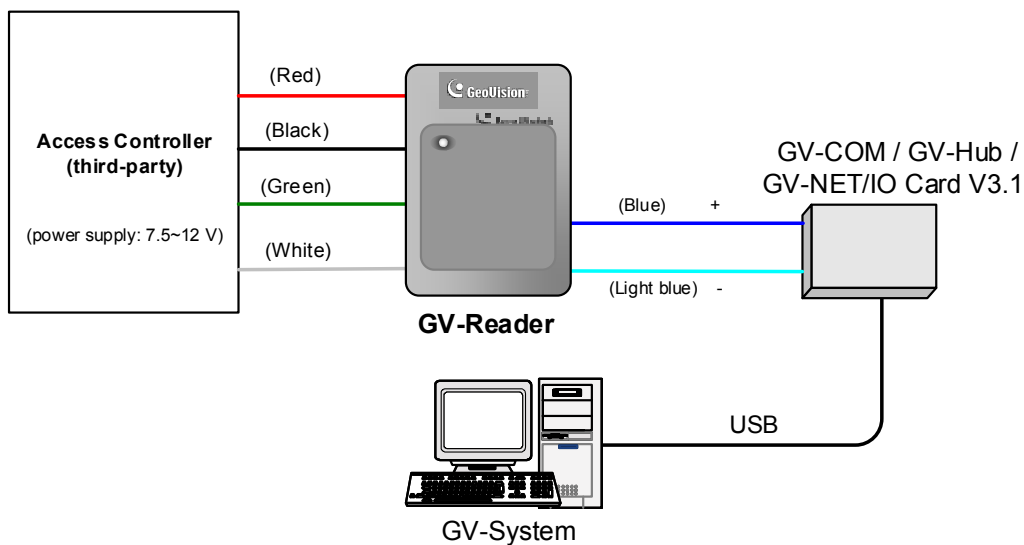 Access Controller
(third-party)
(power supply: 7.5~12 V)
(Red)
(Black)
(Green)
(White)
GeoVision
GV-Reader
(Blue) +
(Light blue) -
GV-COM / GV-Hub /
GV-NET/IO Card V3.1
USB
GV-System